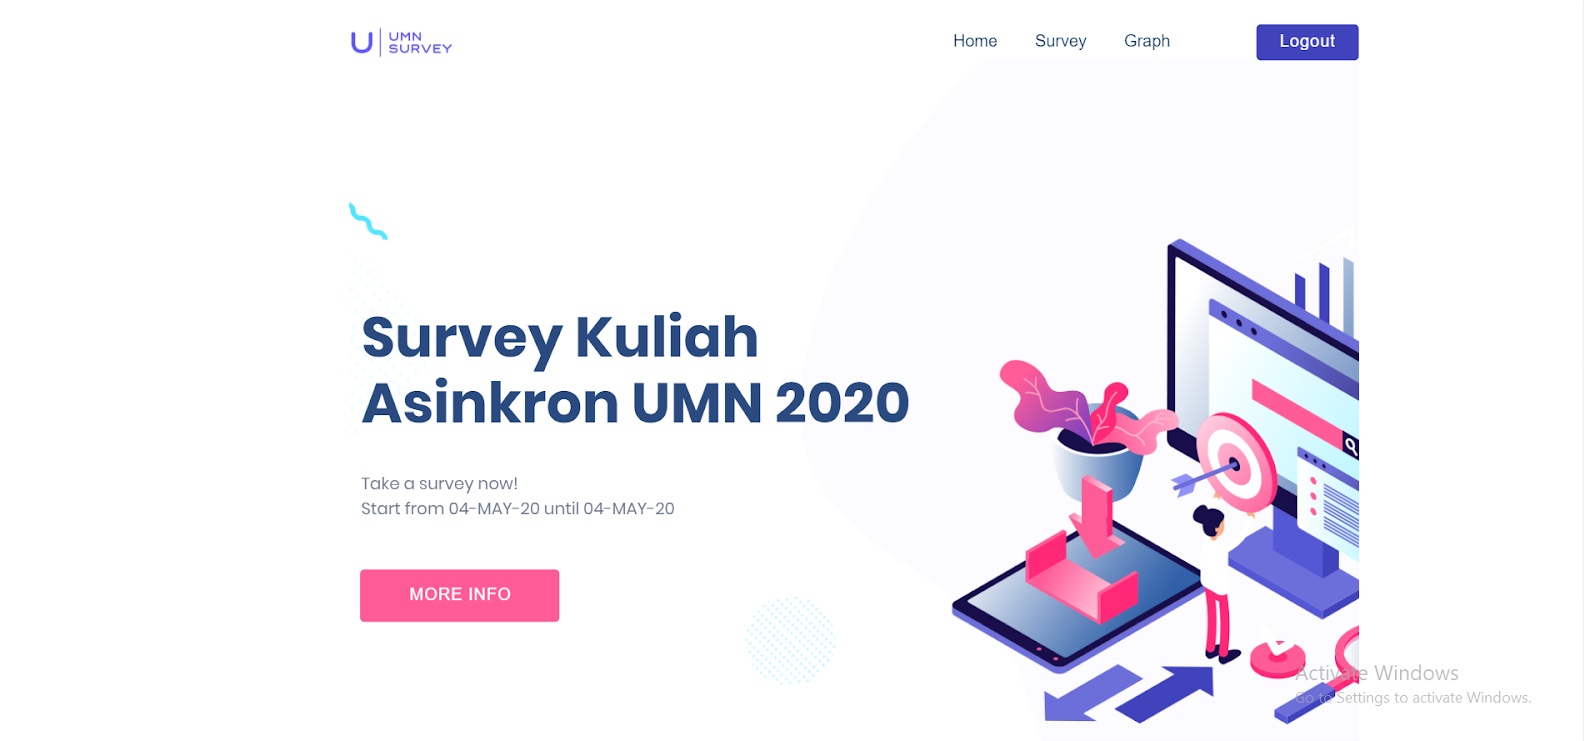 U
UMN
SURVEY
Home
Survey
Graph
Logout
Survey Kuliah
Asinkron UMN 2020
Take a survey now!
Start from 04-MAY-20 until 04-MAY-20
MORE INFO
Activate Windows
Go to Settings to activate Windows.